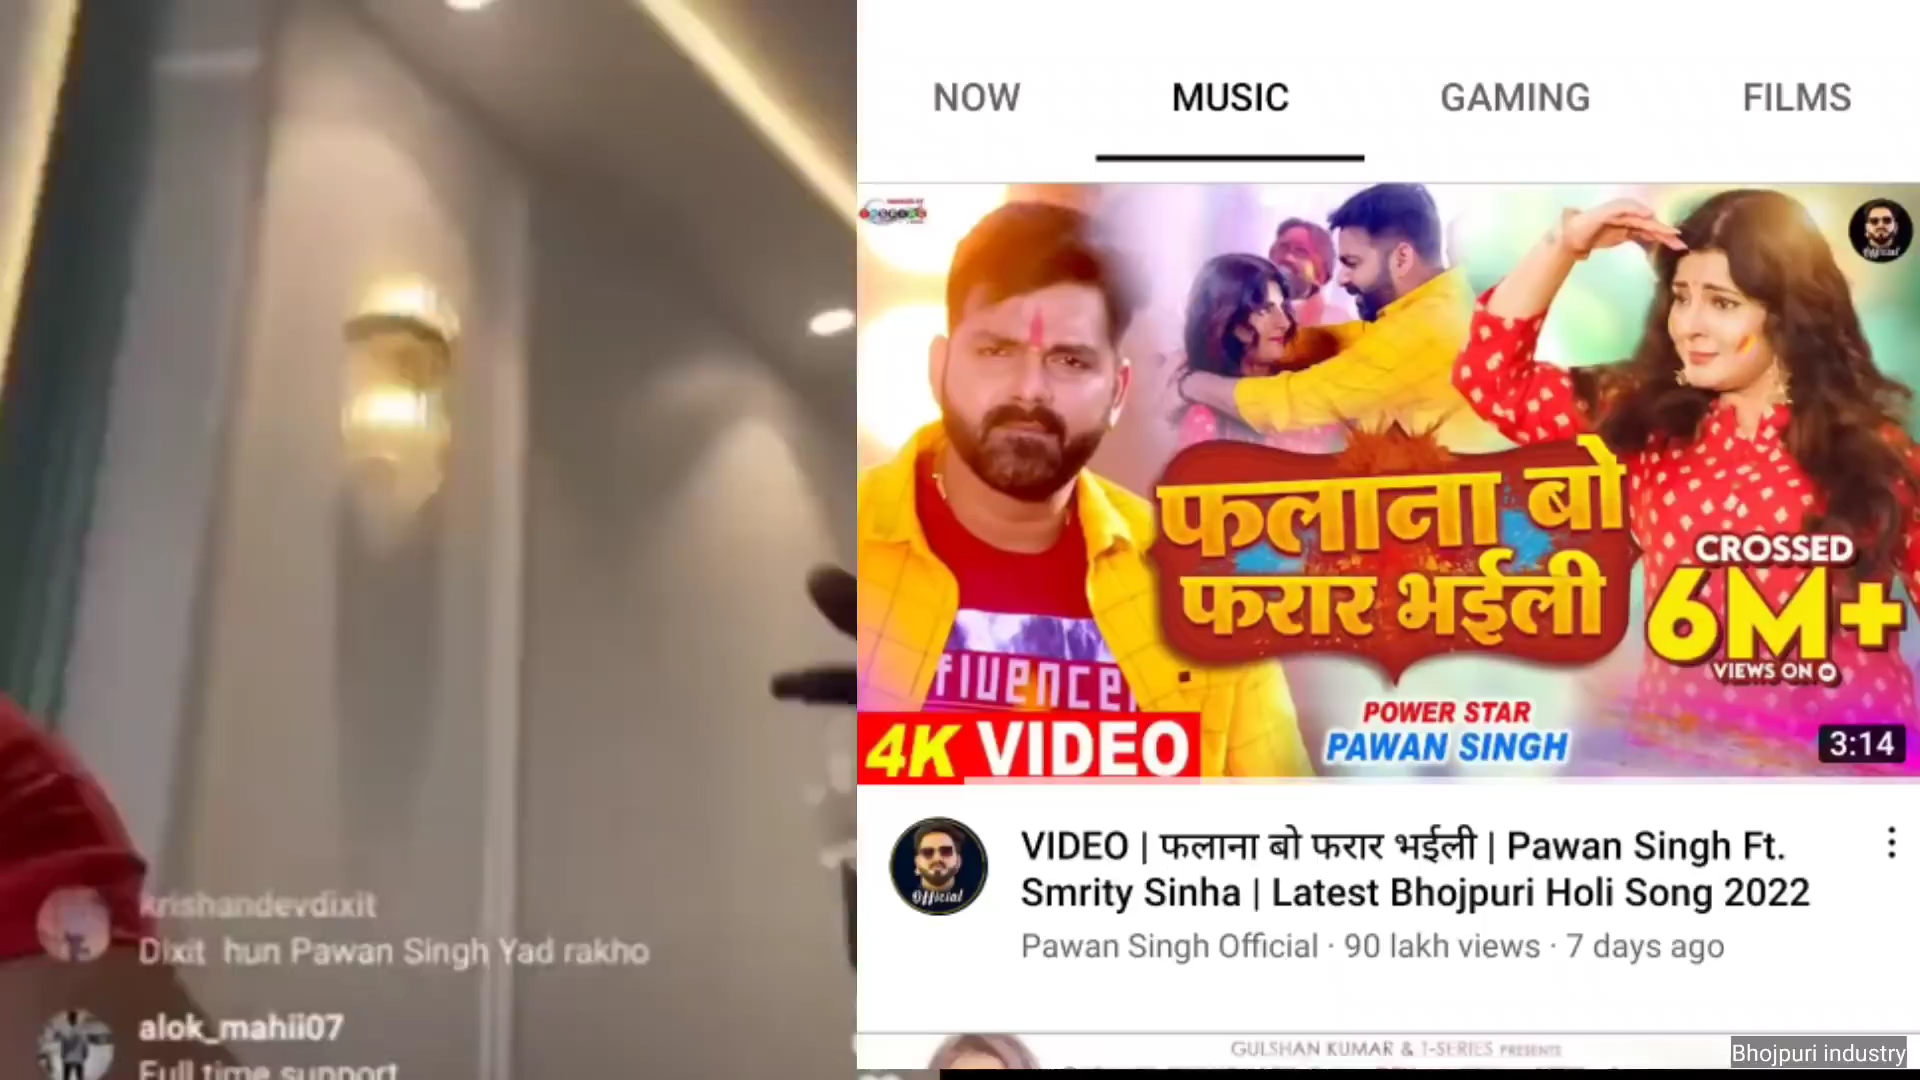 krishandevdixit
Dixit hun Pawan Singh Yad rakho
alok_mahii07
Full time support
NOW
MUSIC
GAMING
FILMS
Official
फलाना बो
फरार भईली
CROSSED
6M+
VIEWS ON
fluencer
4K VIDEO
POWER STAR
PAWAN SINGH
3:14
Official
VIDEO | फलाना बो फरार भईली | Pawan Singh Ft.
Smrity Sinha | Latest Bhojpuri Holi Song 2022
Pawan Singh Official · 90 lakh views · 7 days ago
GULSHAN KUMAR & T-SERIES PRESENTS
Bhojpuri industry